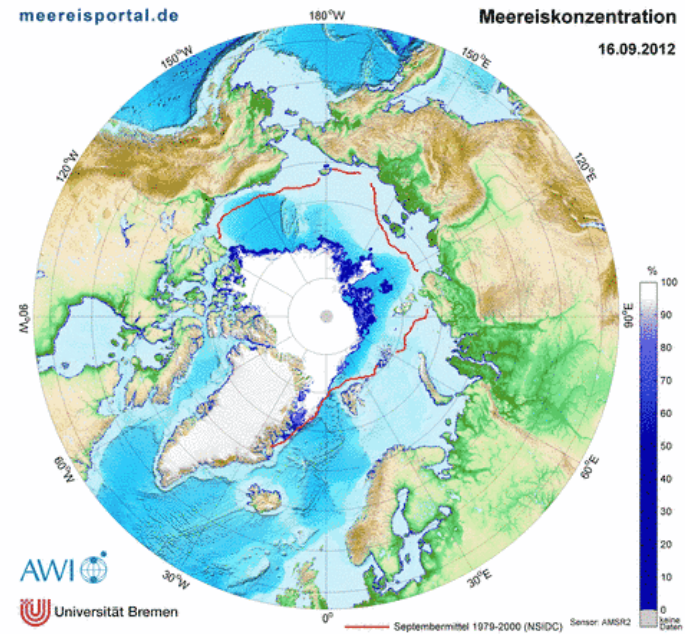 meereisportal.de
Meereiskonzentration
16.09.2012
180°W
150°W
150°E
120°W
120°E
90°W
90°E
60°W
60°E
30°W
30°E
0°
%
100
90
80
70
60
50
40
30
20
10
0
keine
Daten
AWI
Universität Bremen
Septembermittel 1979-2000 (NSIDC)
Sensor: AMSR2